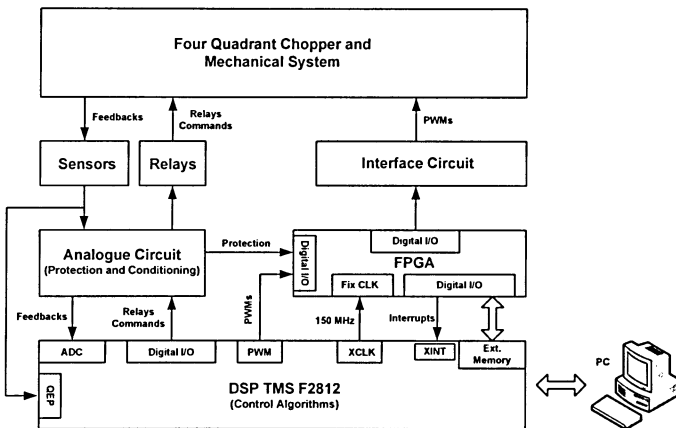 Four Quadrant Chopper and
Mechanical System
Feedbacks
Relays
Commands
PWMs
Sensors
Relays
Interface Circuit
Analogue Circuit
(Protection and Conditioning)
Protection
Digital I/O
Digital I/O
FPGA
Fix CLK
Digital I/O
Feedbacks
Relays
Commands
PWMs
150 MHz
Interrupts
ADC
Digital I/O
PWM
XCLK
XINT
Ext.
Memory
QEP
DSP TMS F2812
(Control Algorithms)
PC